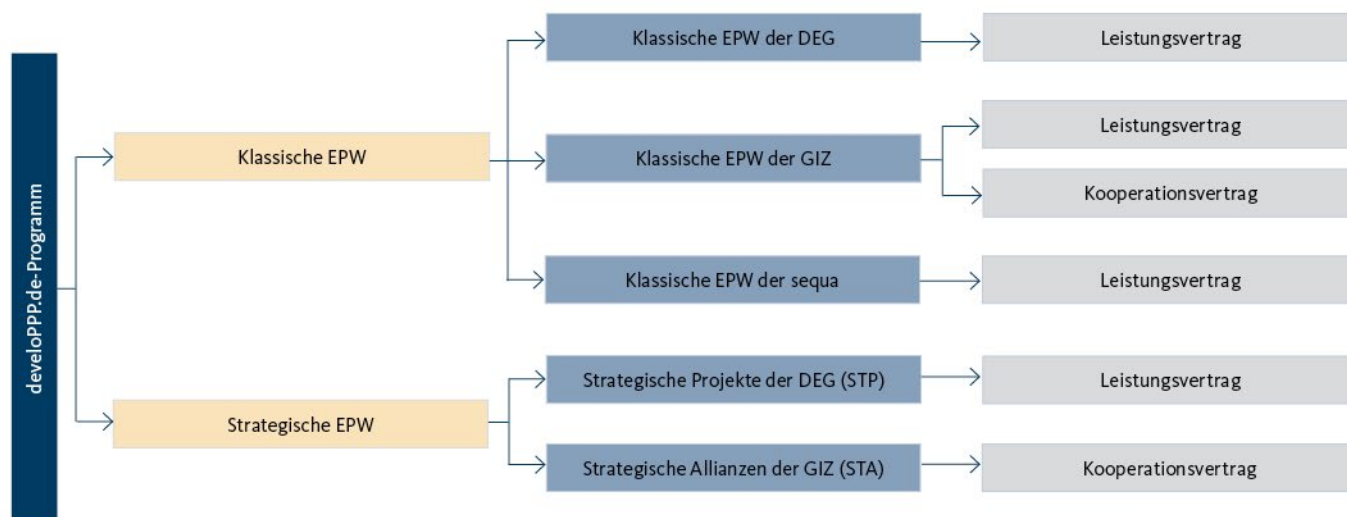 develoPPP.de-Programm
Klassische EPW
Klassische EPW der DEG
Leistungsvertrag
Klassische EPW der GIZ
Leistungsvertrag
Kooperationsvertrag
Klassische EPW der sequa
Leistungsvertrag
Strategische EPW
Strategische Projekte der DEG (STP)
Leistungsvertrag
Strategische Allianzen der GIZ (STA)
Kooperationsvertrag